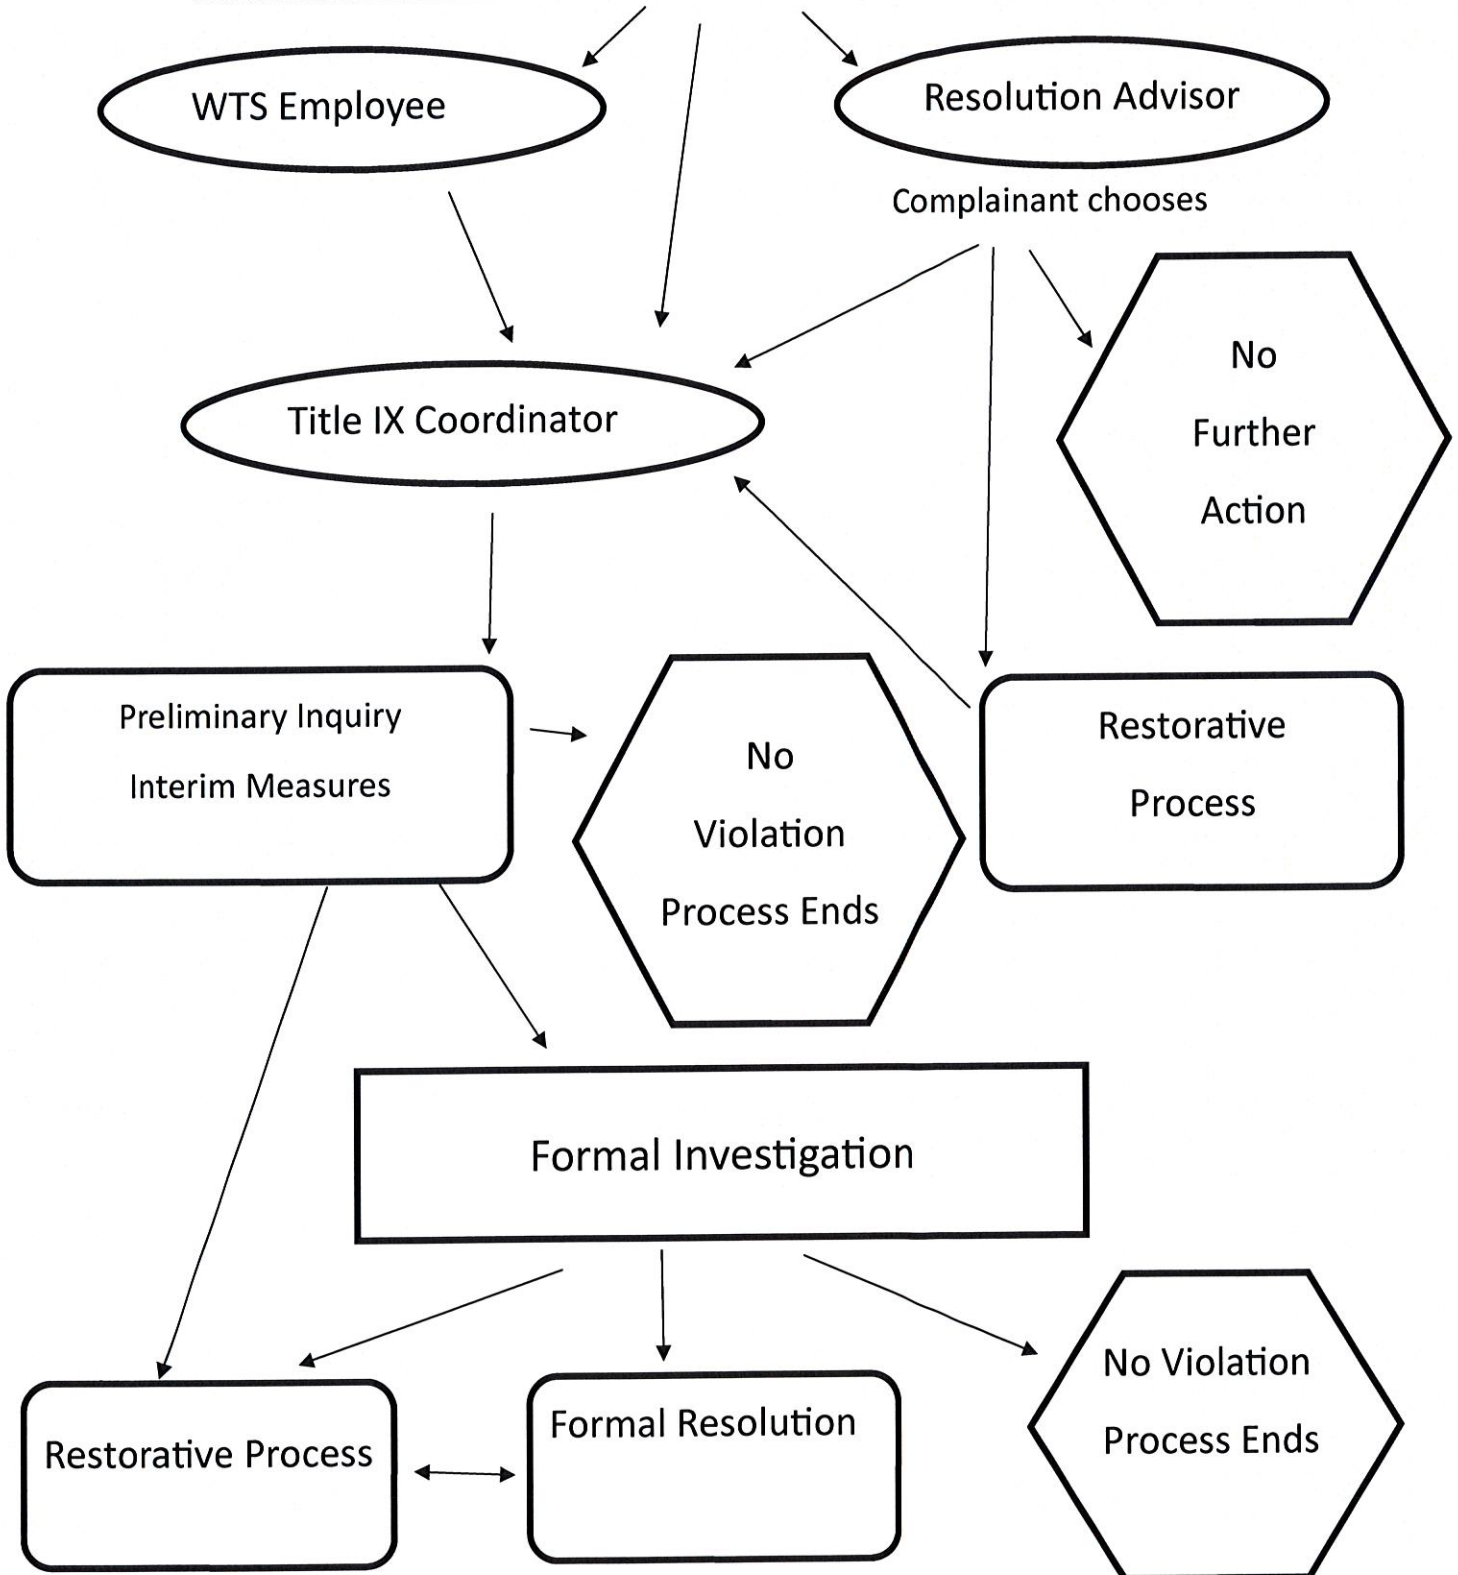 WTS Employee
Resolution Advisor
Complainant chooses
No
Further
Action
Title IX Coordinator
Preliminary Inquiry
Interim Measures
No
Violation
Process Ends
Restorative
Process
Formal Investigation
Restorative Process
Formal Resolution
No Violation
Process Ends